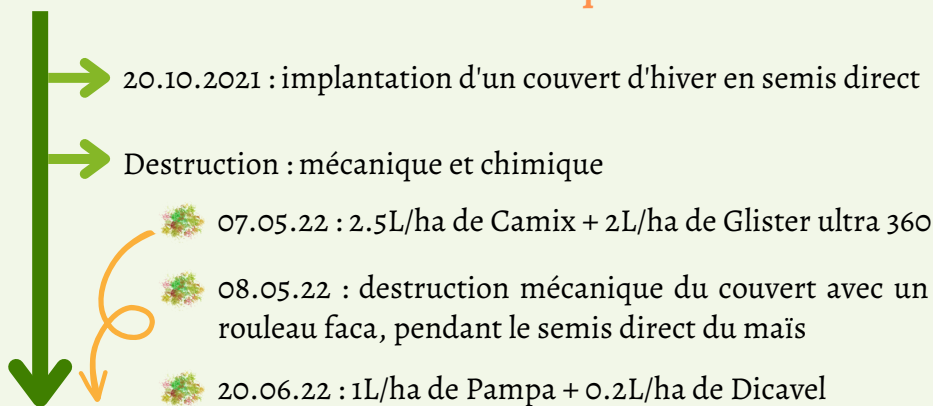 20.10.2021 : implantation d'un couvert d'hiver en semis direct
Destruction : mécanique et chimique
07.05.22 : 2.5L/ha de Camix + 2L/ha de Glister ultra 360
08.05.22 : destruction mécanique du couvert avec un
rouleau faca, pendant le semis direct du maïs
20.06.22 : 1L/ha de Pampa + 0.2L/ha de Dicavel